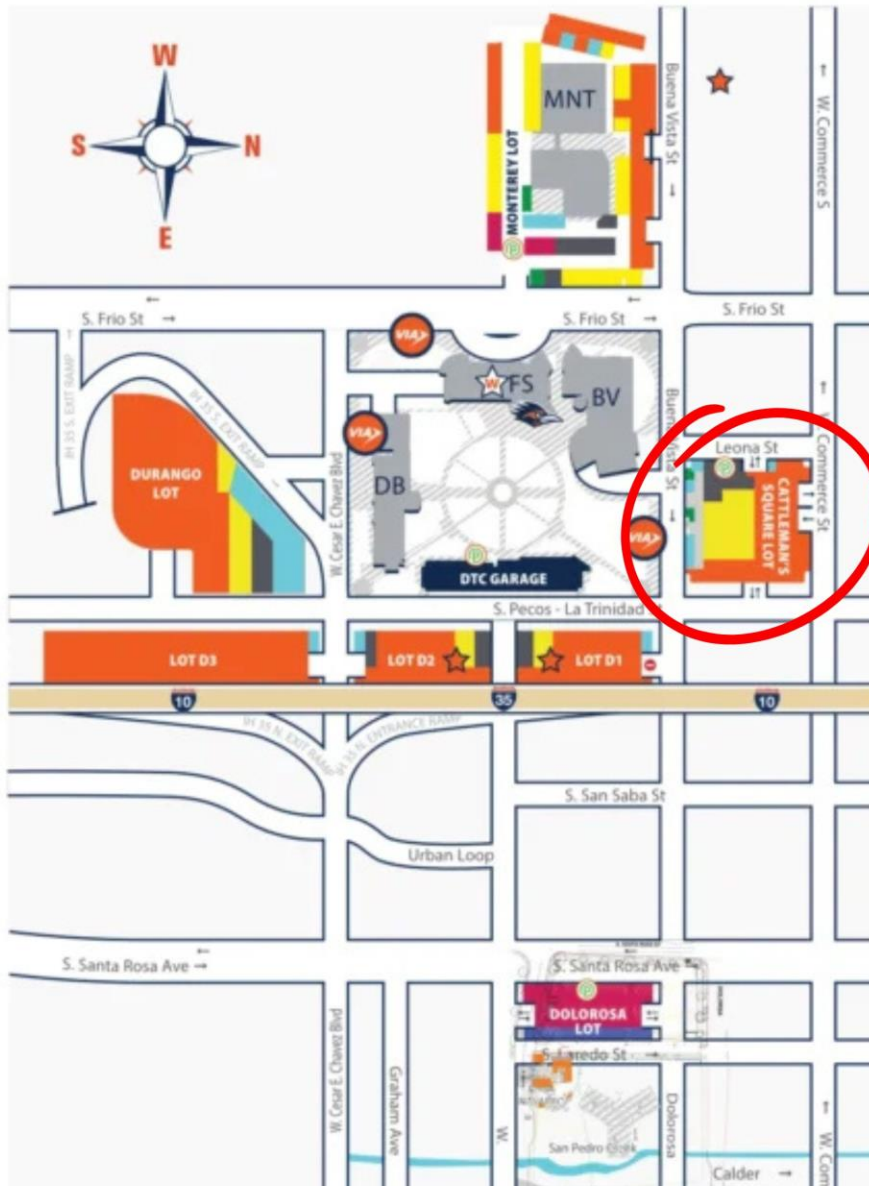 W
S
N
E
MNT
MONTEREY LOT
Buena Vista St
W. Commerce S
S. Frio St
S. Frio St
S. Frio St
IH 35 S. EXIT RAMP
IH 35 S. EXIT RAMP
VIA
W
FS
BV
VIA
DB
DURANGO
LOT
W. Cesar E. Chavez Blvd
DTC GARAGE
Buena Vista St
VIA
Leona St
CATTLEMAN'S
SQUARE LOT
Commerce St
S. Pecos - La Trinidad
LOT D3
LOT D2
LOT D1
10
35
10
IH 35 N. EXIT RAMP
IH 35 N. ENTRANCE RAMP
S. San Saba St
Urban Loop
S. Santa Rosa Ave
S. Santa Rosa Ave
DOLOROSA
LOT
S. Laredo St
W. Cesar E. Chavez Blvd
Graham Ave
W.
Dolorosa
San Pedro Creek
Calder
W. Com